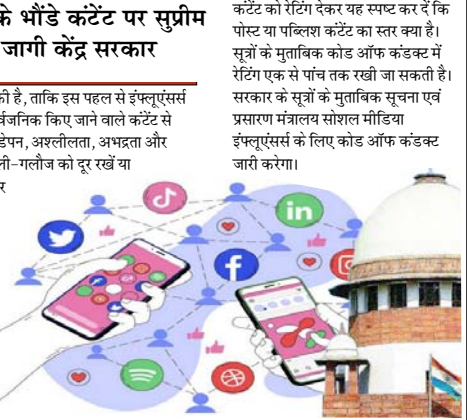 के भौंडे कंटेंट पर सुप्रीम
जागी केंद्र सरकार
की है, ताकि इस पहल से इंफ्लूएंसर्स
र्वजनिक किए जाने वाले कंटेंट से
डेपन, अश्लीलता, अभद्रता और
ली-गलौज को दूर रखें या
र
कंटेंट को रेटिंग देकर यह स्पष्ट कर दें कि
पोस्ट या पब्लिश कंटेंट का स्तर क्या है।
सूत्रों के मुताबिक कोड ऑफ कंडक्ट में
रेटिंग एक से पांच तक रखी जा सकती है।
सरकार के सूत्रों के मुताबिक सूचना एवं
प्रसारण मंत्रालय सोशल मीडिया
इंफ्लूएंसर्स के लिए कोड ऑफ कंडक्ट
जारी करेगा।
in
f